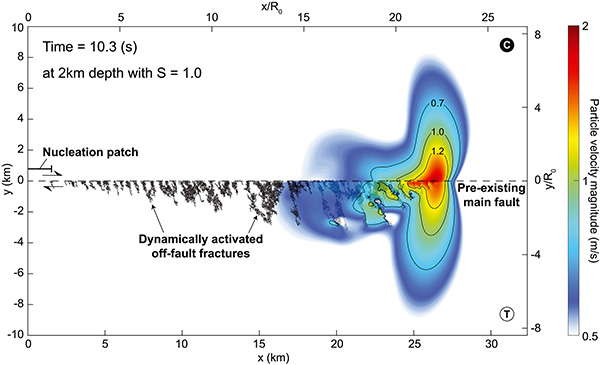 x/R₀
0 5 10 15 20 25
10
8
6
4
2
0
-2
-4
-6
-8
-10
y (km)
Time = 10.3 (s)
at 2km depth with S = 1.0
C
Nucleation patch
Dynamically activated
off-fault fractures
0.7
1.0
1.2
Pre-existing
main fault
T
8
4
0
-4
-8
y/R₀
0 5 10 15 20 25 30
x (km)
2
0.5
Particle velocity
magnitude (m/s)